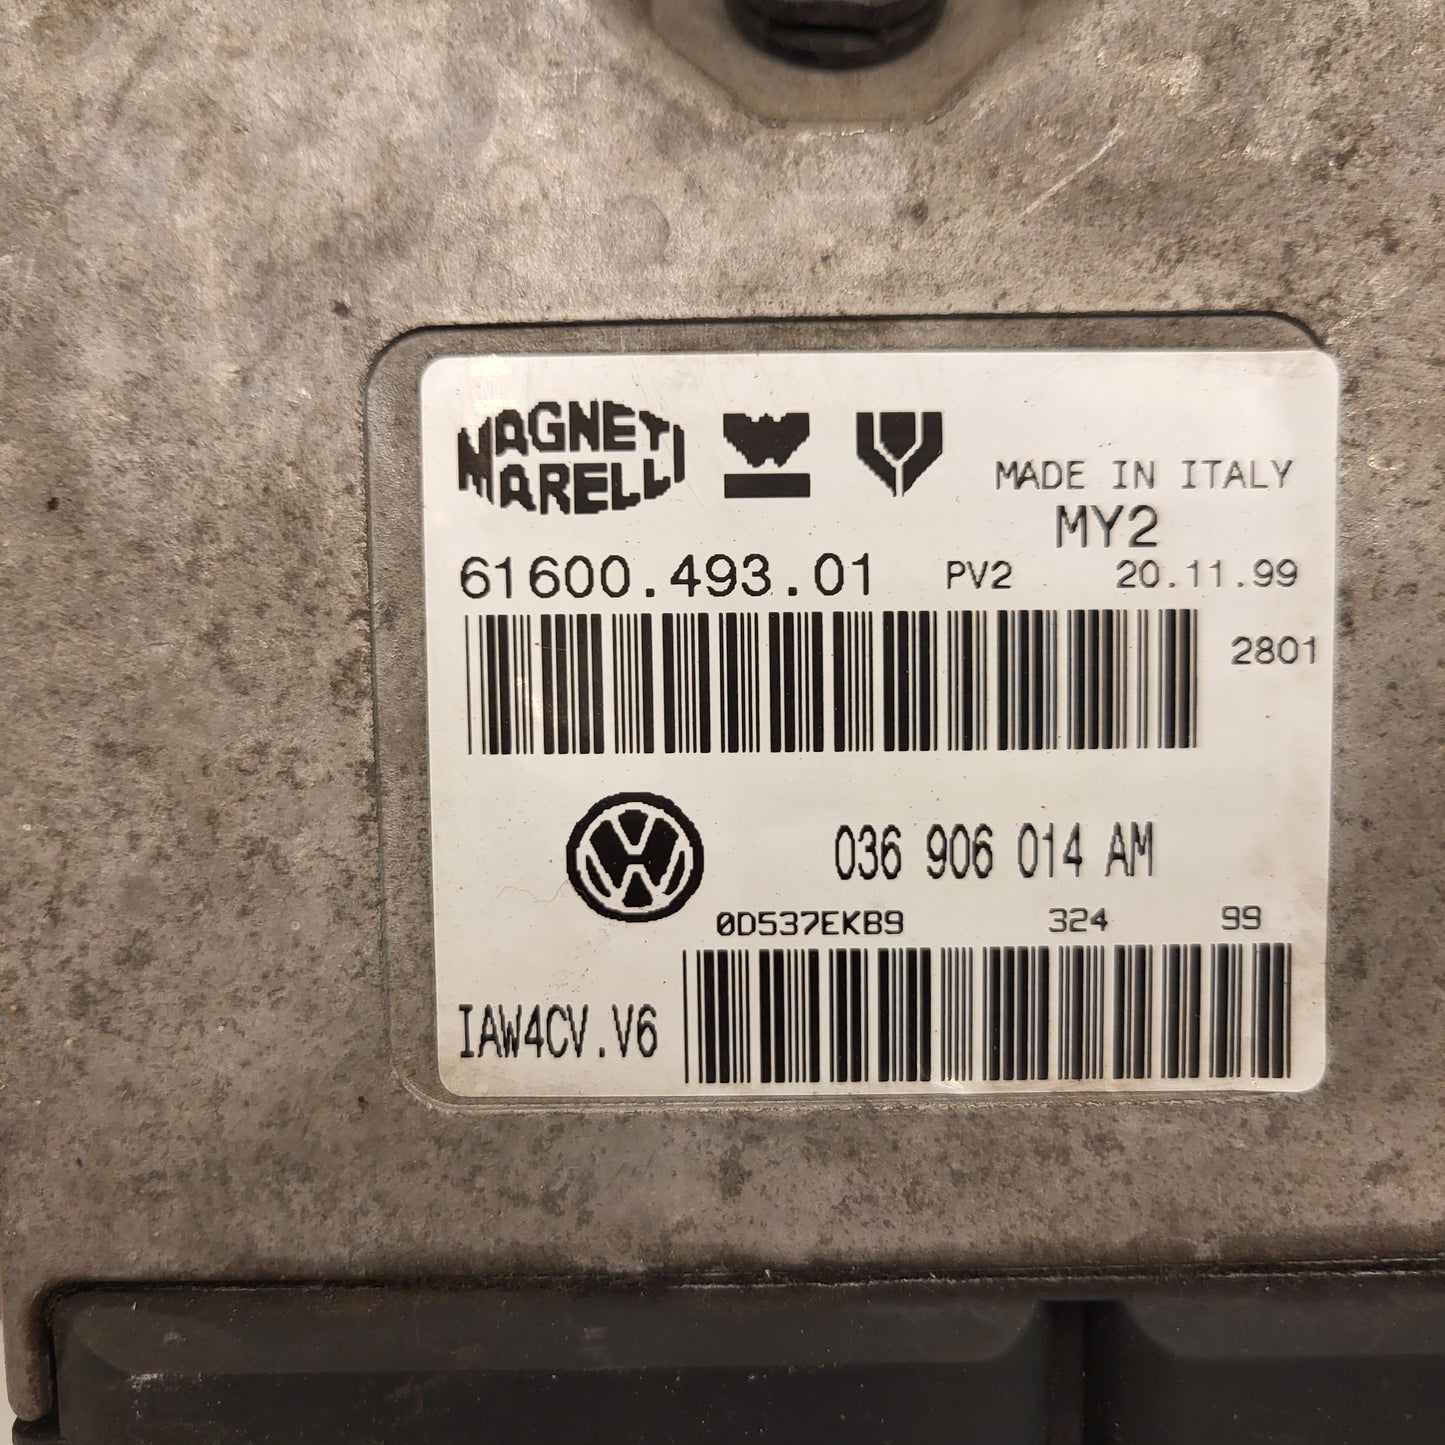 MAGNETI
MARELLI
MADE IN ITALY
MY2
61600.493.01 PV2 20.11.99
2801
036 906 014 AM
0D537EKB9 324 99
IAW4CV.V6